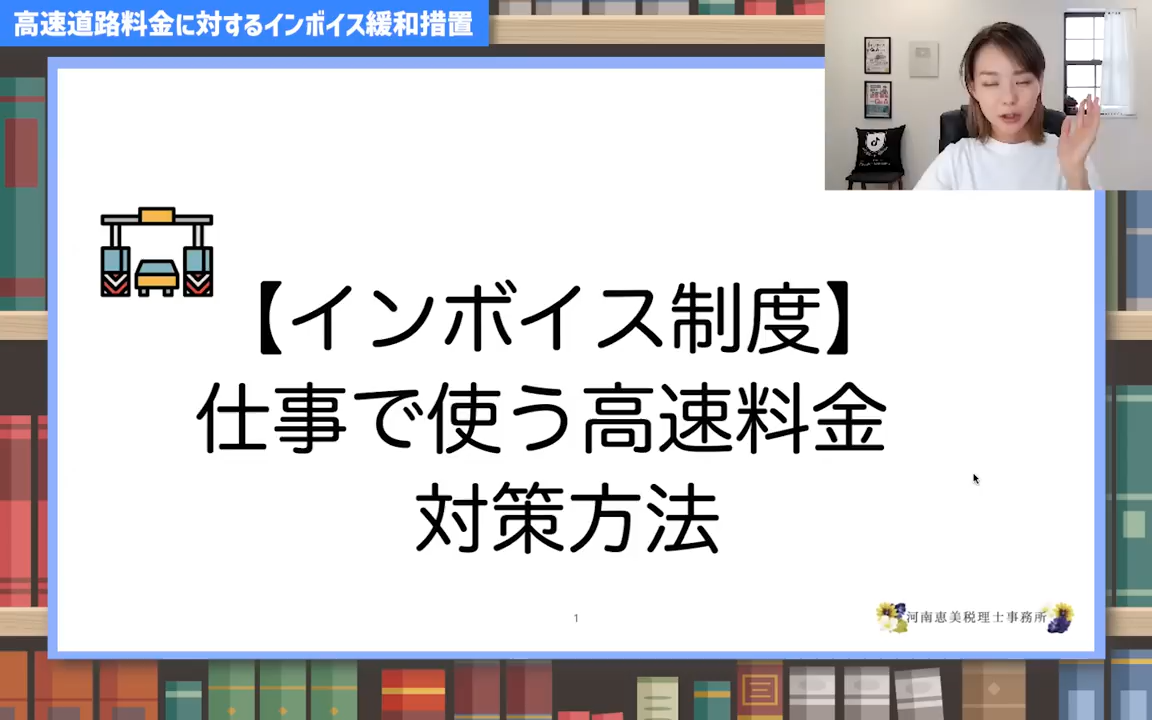 高速道路料金に対するインボイス緩和措置
【インボイス制度】
仕事で使う高速料金
対策方法
1
河南恵美税理士事務所